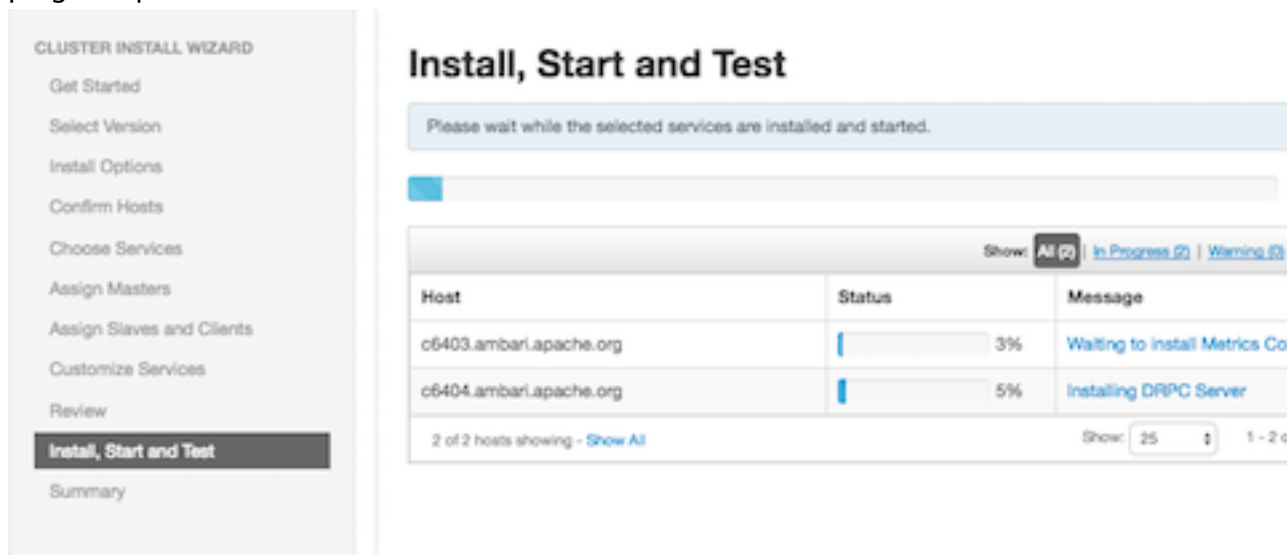 CLUSTER INSTALL WIZARD
Get Started
Select Version
Install Options
Confirm Hosts
Choose Services
Assign Masters
Assign Slaves and Clients
Customize Services
Review
Install, Start and Test
Summary
Install, Start and Test
Please wait while the selected services are installed and started.
Show: All (2) | In Progress (2) | Warning (0)
Host Status Message
c6403.ambari.apache.org 3% Waiting to install Metrics Co
c6404.ambari.apache.org 5% Installing DRPC Server
2 of 2 hosts showing - Show All Show: 25 1 - 2 o